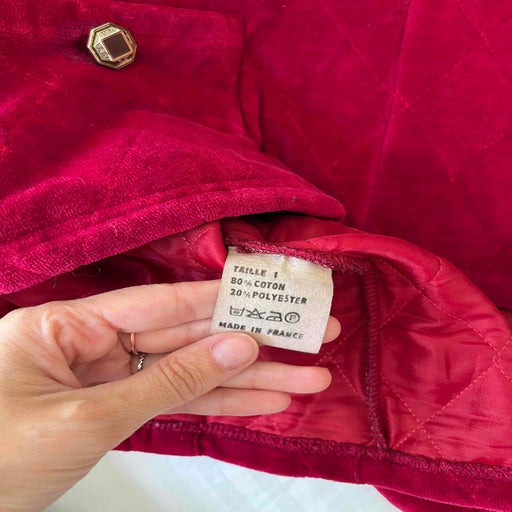 TAILLE 1
80% COTON
20% POLYESTER
P
MADE IN FRANCE